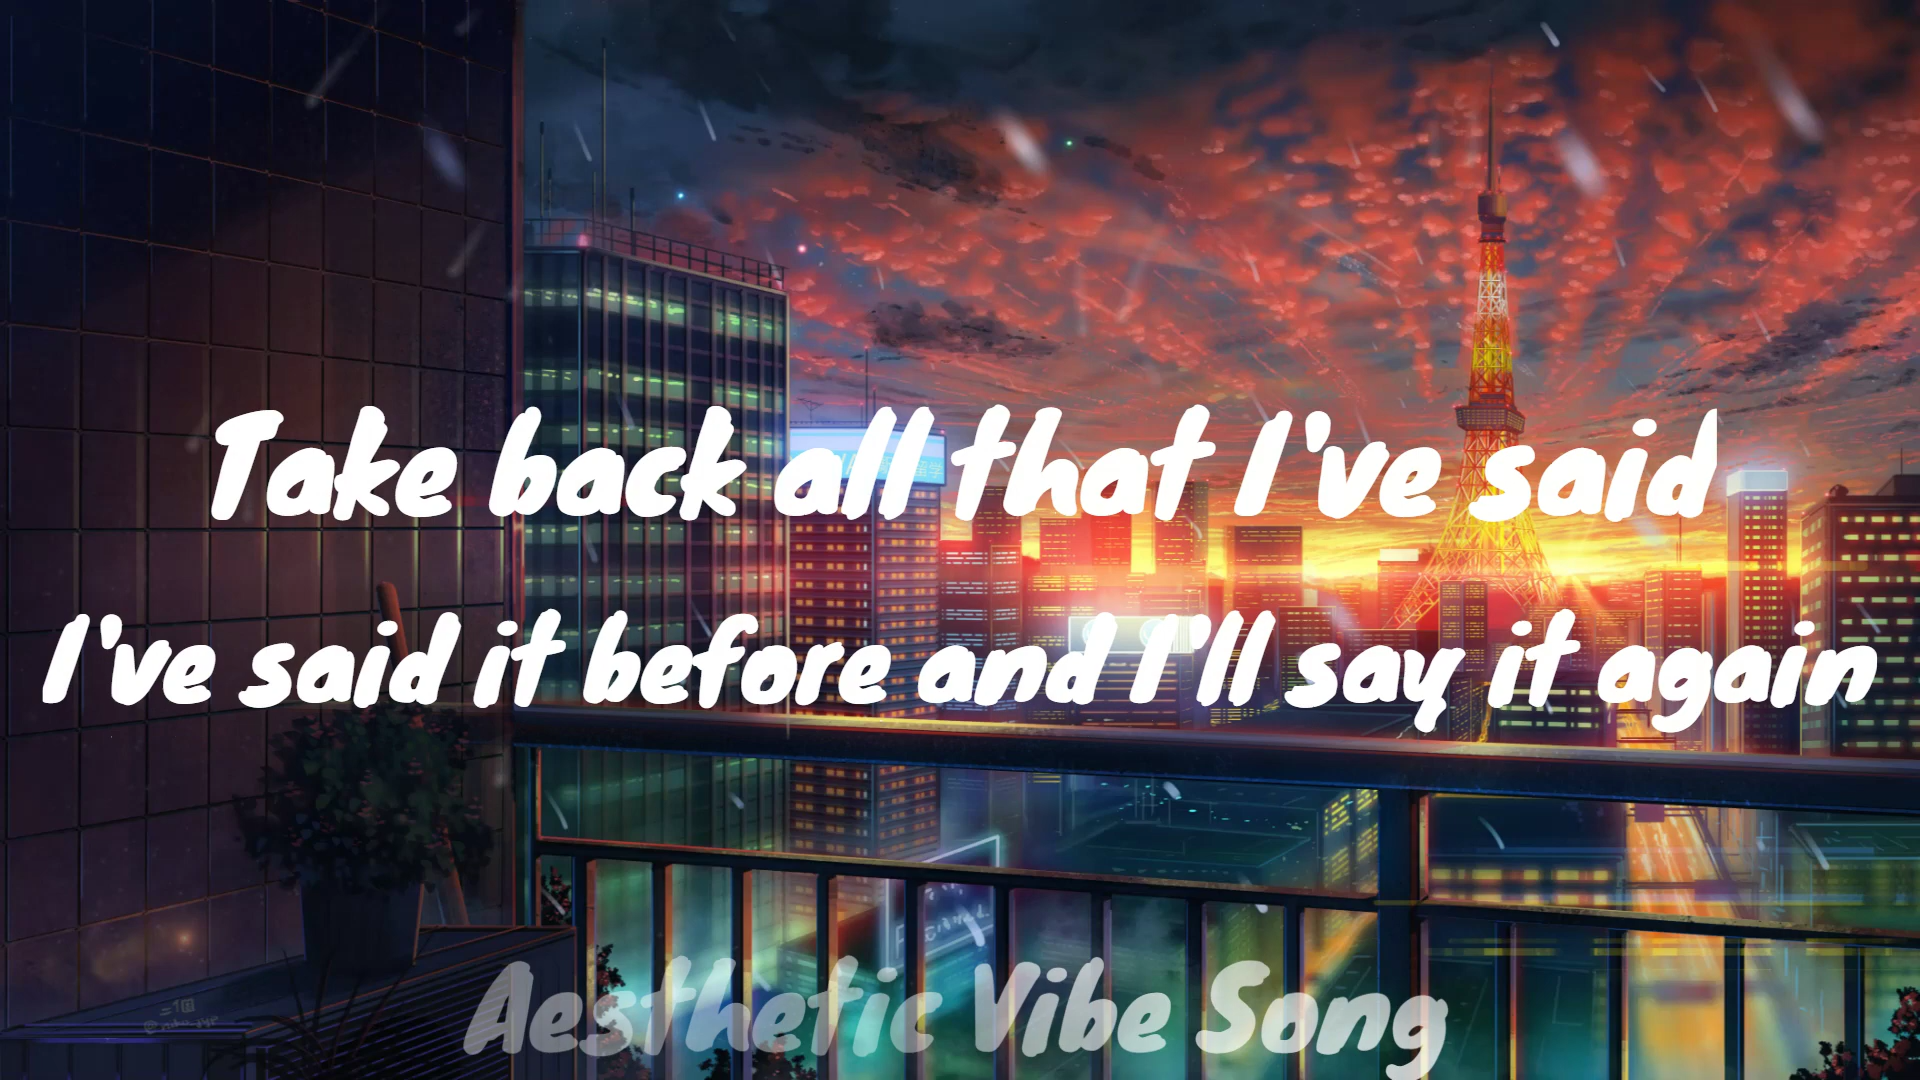 Take back all that I've said
I've said it before and I'll say it again
Aesthetic Vibe Song